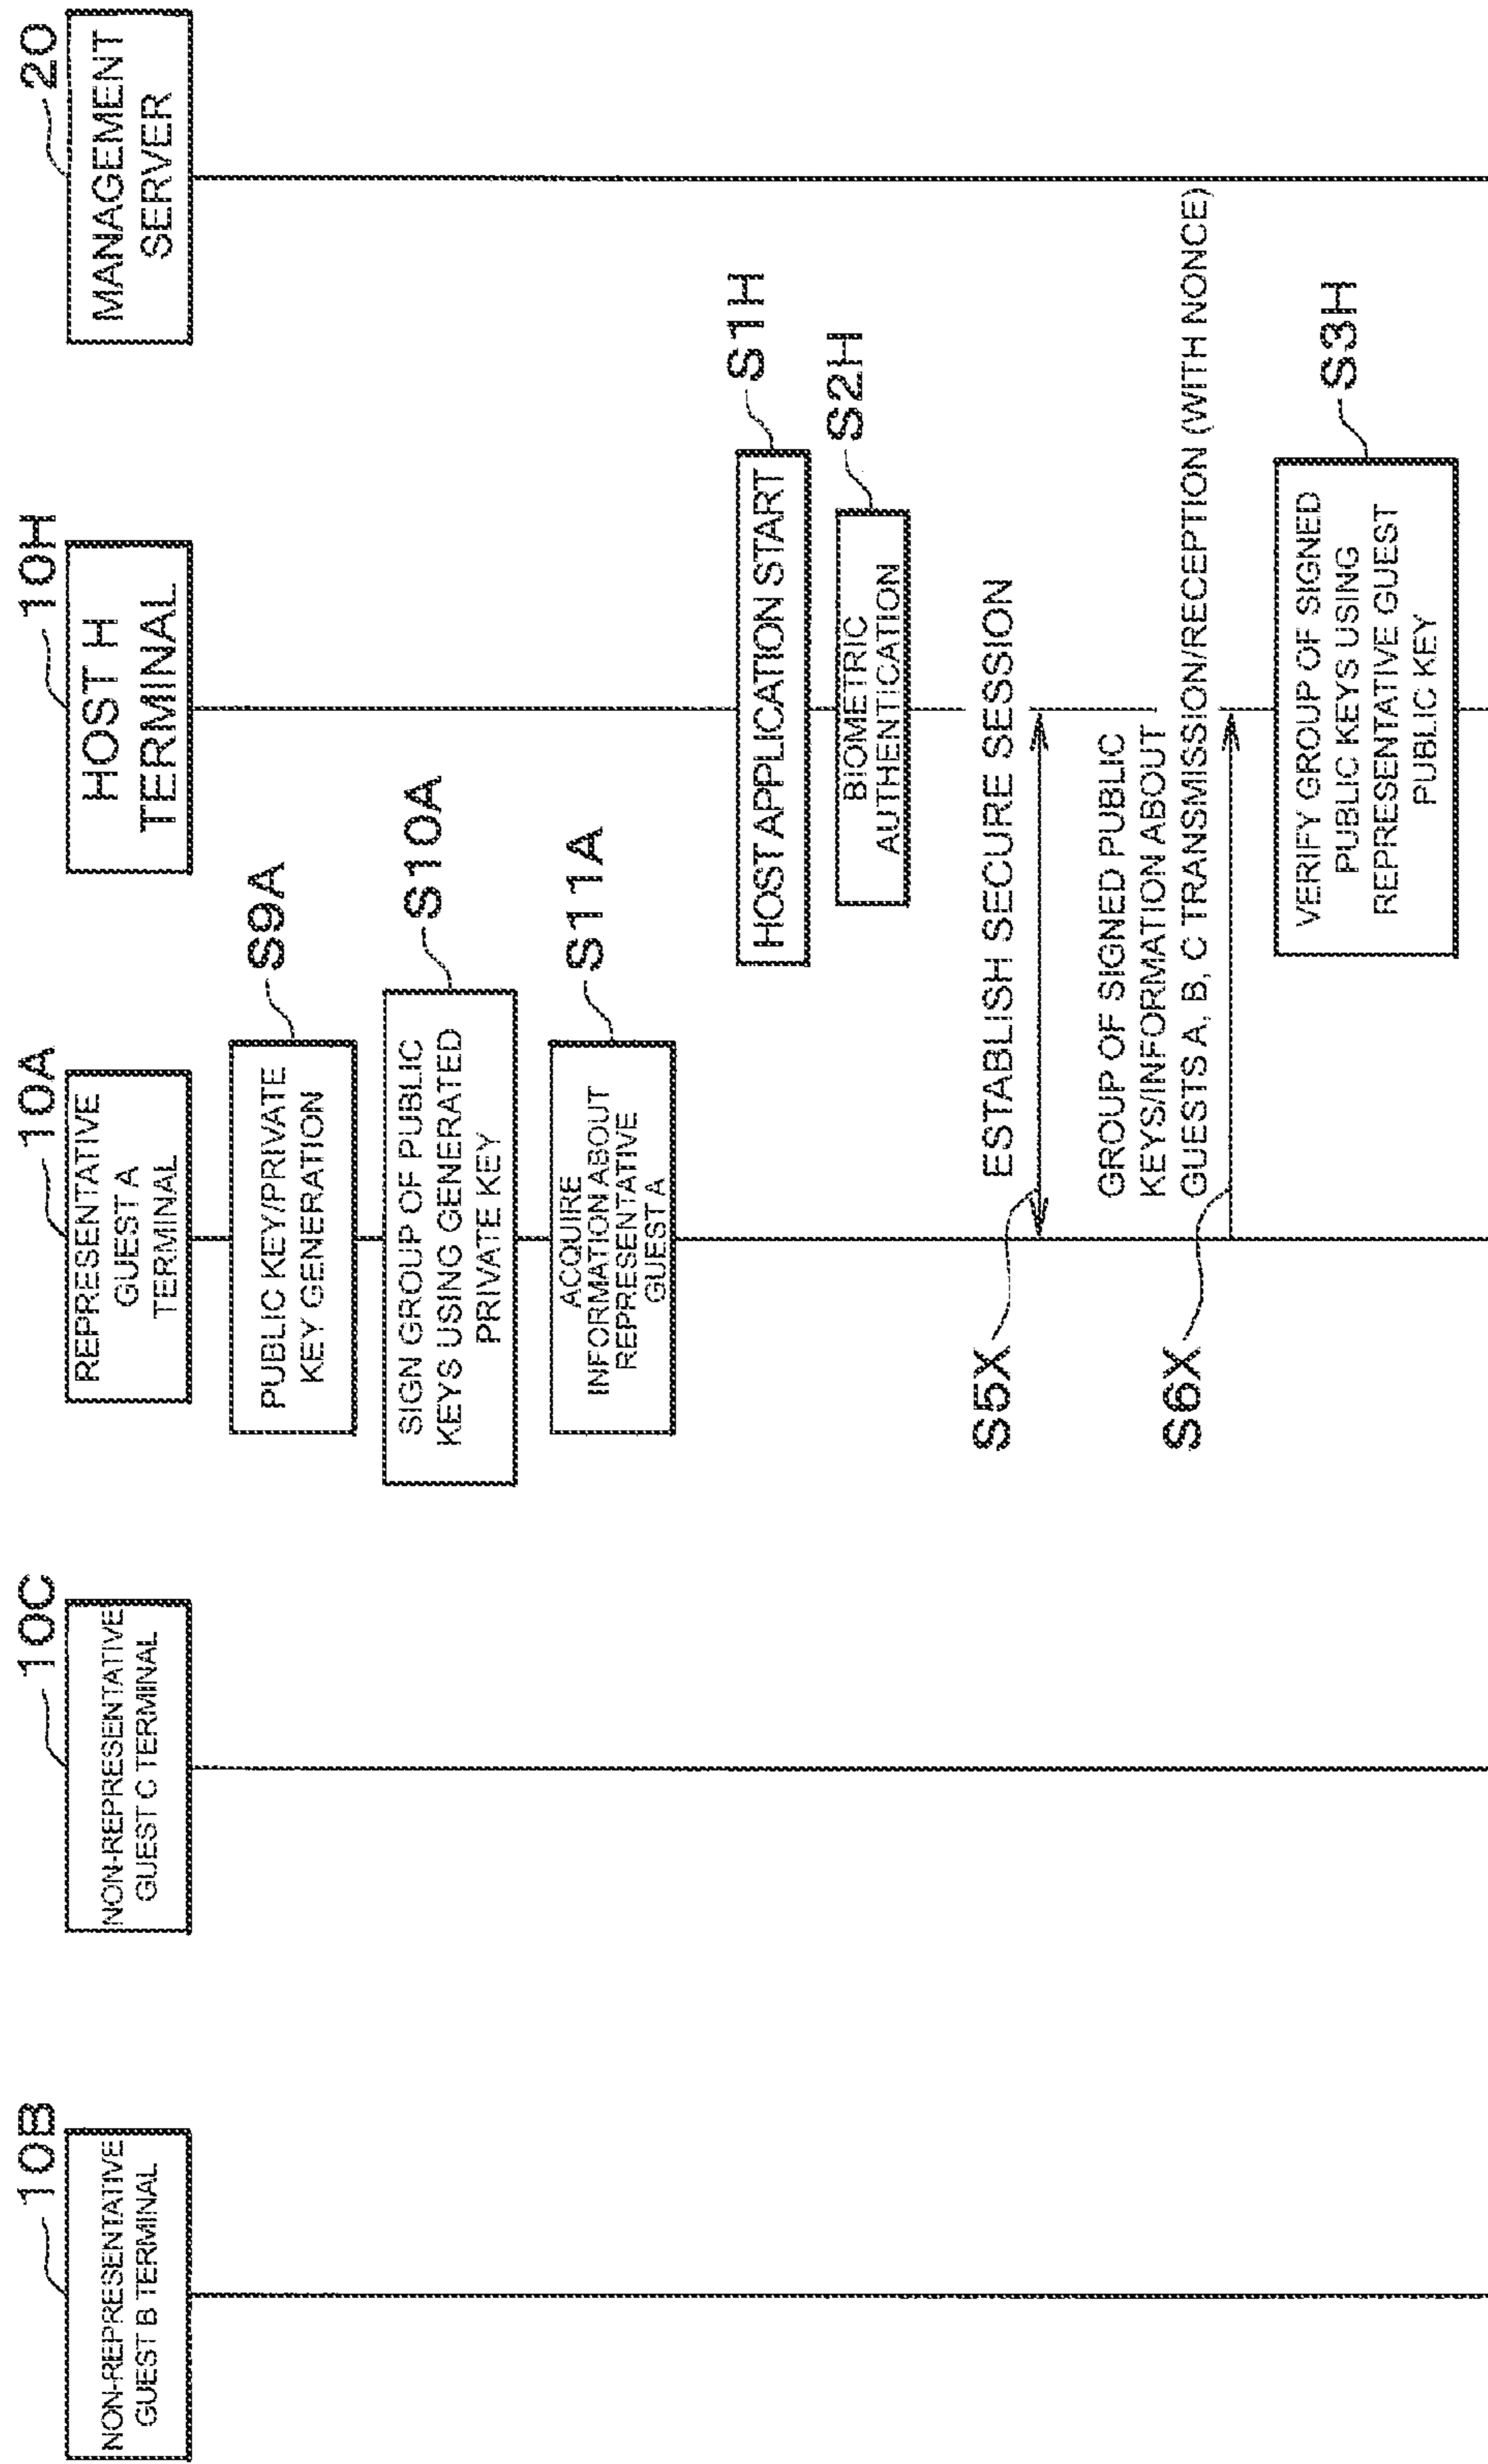 10B
NON-REPRESENTATIVE
GUEST B TERMINAL
10C
NON-REPRESENTATIVE
GUEST C TERMINAL
10A
REPRESENTATIVE
GUEST A
TERMINAL
10H
HOST H
TERMINAL
20
MANAGEMENT
SERVER
PUBLIC KEY/PRIVATE
KEY GENERATION
S9A
SIGN GROUP OF PUBLIC
KEYS USING GENERATED
PRIVATE KEY
S10A
ACQUIRE
INFORMATION ABOUT
REPRESENTATIVE
GUEST A
S11A
HOST APPLICATION START
S1H
BIOMETRIC
AUTHENTICATION
S2H
S5X
ESTABLISH SECURE SESSION
GROUP OF SIGNED PUBLIC
KEYS/INFORMATION ABOUT
GUESTS A, B, C TRANSMISSION/RECEPTION (WITH NONCE)
S6X
VERIFY GROUP OF SIGNED
PUBLIC KEYS USING
REPRESENTATIVE GUEST
PUBLIC KEY
S3H